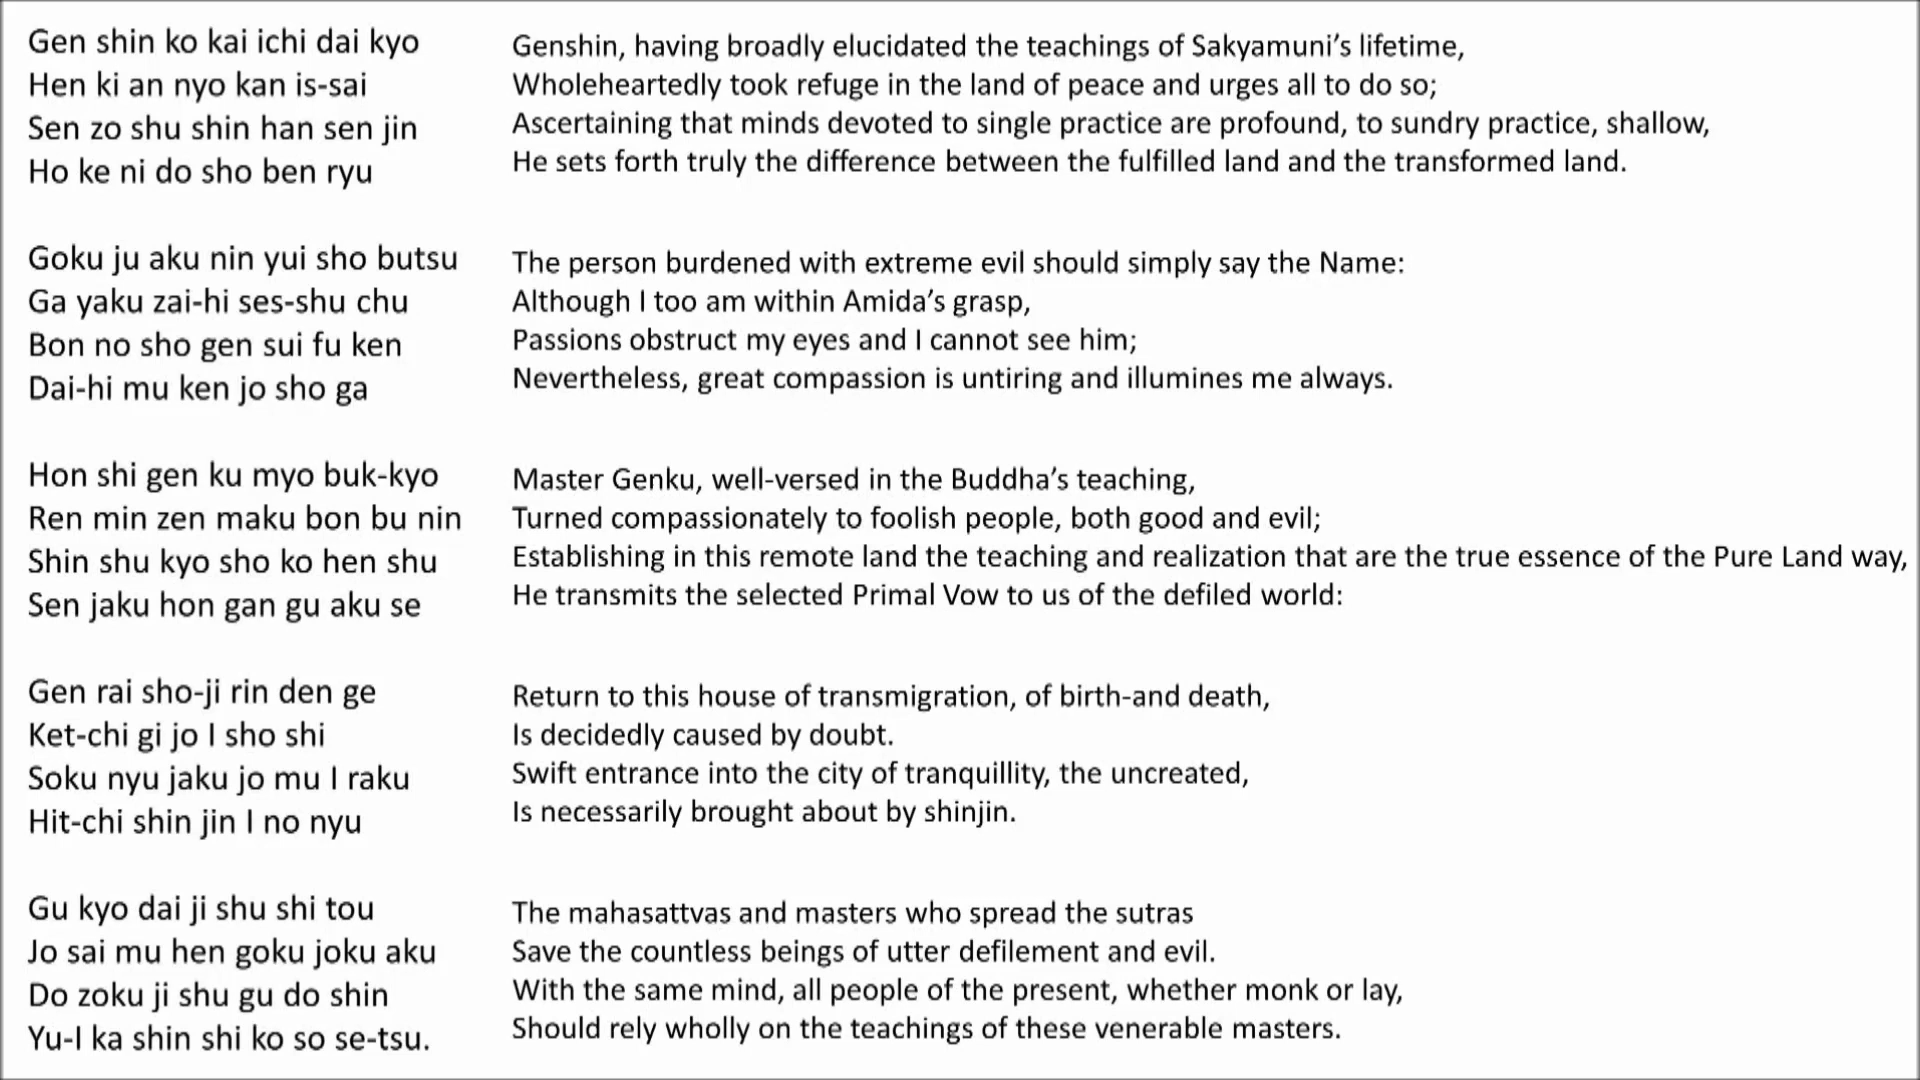 Gen shin ko kai ichi dai kyo
Hen ki an nyo kan is-sai
Sen zo shu shin han sen jin
Ho ke ni do sho ben ryu
Genshin, having broadly elucidated the teachings of Sakyamuni’s lifetime,
Wholeheartedly took refuge in the land of peace and urges all to do so;
Ascertaining that minds devoted to single practice are profound, to sundry practice, shallow,
He sets forth truly the difference between the fulfilled land and the transformed land.
Goku ju aku nin yui sho butsu
Ga yaku zai-hi ses-shu chu
Bon no sho gen sui fu ken
Dai-hi mu ken jo sho ga
The person burdened with extreme evil should simply say the Name:
Although I too am within Amida’s grasp,
Passions obstruct my eyes and I cannot see him;
Nevertheless, great compassion is untiring and illumines me always.
Hon shi gen ku myo buk-kyo
Ren min zen maku bon bu nin
Shin shu kyo sho ko hen shu
Sen jaku hon gan gu aku se
Master Genku, well-versed in the Buddha’s teaching,
Turned compassionately to foolish people, both good and evil;
Establishing in this remote land the teaching and realization that are the true essence of the Pure Land way,
He transmits the selected Primal Vow to us of the defiled world:
Gen rai sho-ji rin den ge
Ket-chi gi jo I sho shi
Soku nyu jaku jo mu I raku
Hit-chi shin jin I no nyu
Return to this house of transmigration, of birth-and death,
Is decidedly caused by doubt.
Swift entrance into the city of tranquillity, the uncreated,
Is necessarily brought about by shinjin.
Gu kyo dai ji shu shi tou
Jo sai mu hen goku joku aku
Do zoku ji shu gu do shin
Yu-I ka shin shi ko so se-tsu.
The mahasattvas and masters who spread the sutras
Save the countless beings of utter defilement and evil.
With the same mind, all people of the present, whether monk or lay,
Should rely wholly on the teachings of these venerable masters.